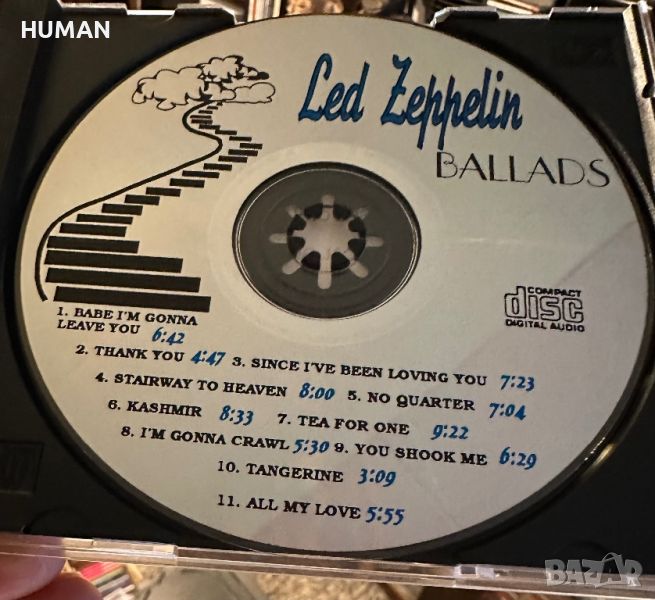 HUMAN
Led Zeppelin
BALLADS
COMPACT
disc
DIGITAL AUDIO
1. BABE I'M GONNA
LEAVE YOU 6:42
2. THANK YOU 4:47 3. SINCE I'VE BEEN LOVING YOU 7:23
4. STAIRWAY TO HEAVEN 8:00 5. NO QUARTER 7:04
6. KASHMIR 8:33 7. TEA FOR ONE 9:22
8. I'M GONNA CRAWL 5:30 9. YOU SHOOK ME 6:29
10. TANGERINE 3:09
11. ALL MY LOVE 5:55
BAZAR